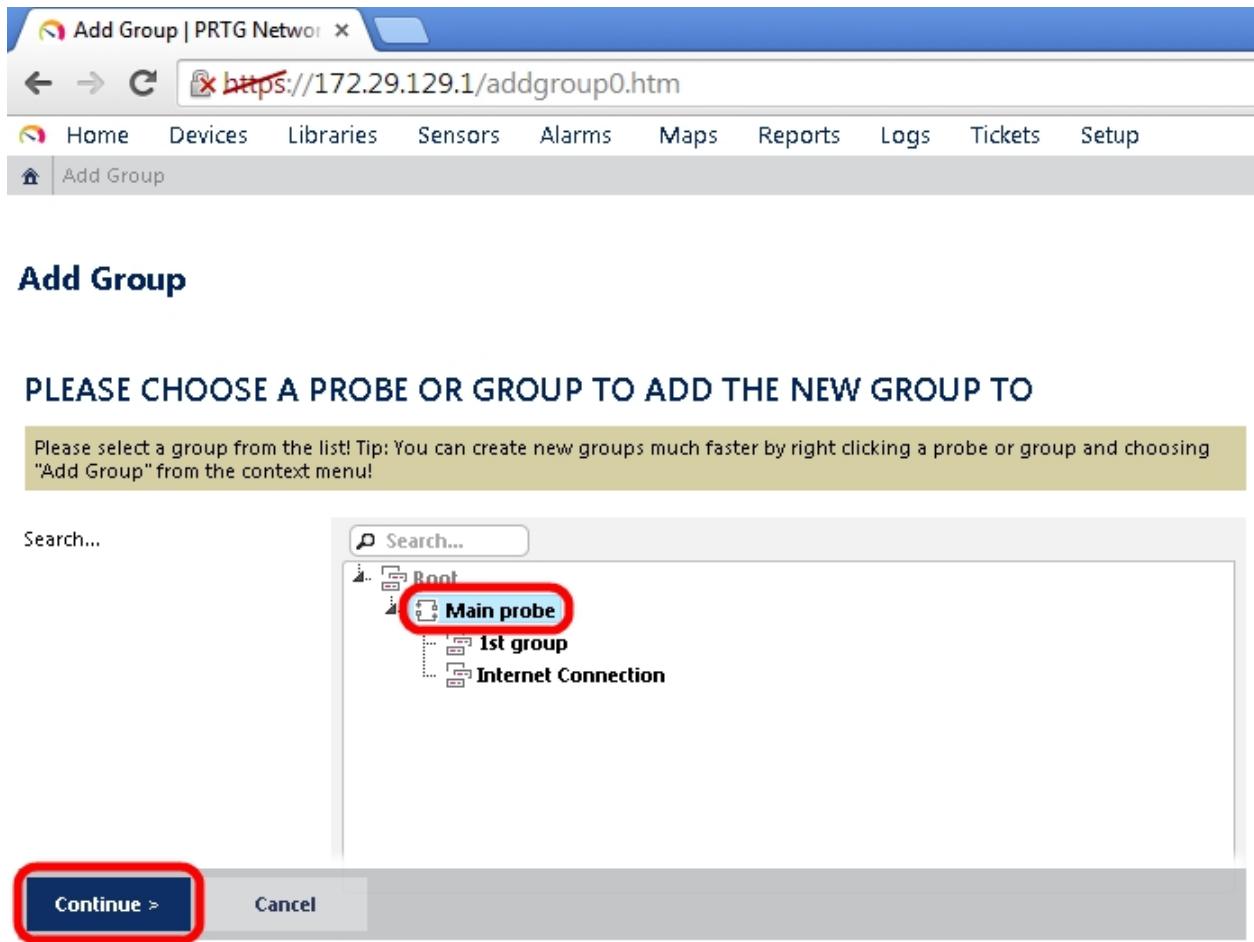 Add Group | PRTG Networ
https://172.29.129.1/addgroup0.htm
Home Devices Libraries Sensors Alarms Maps Reports Logs Tickets Setup
Add Group
Add Group
PLEASE CHOOSE A PROBE OR GROUP TO ADD THE NEW GROUP TO
Please select a group from the list! Tip: You can create new groups much faster by right clicking a probe or group and choosing
"Add Group" from the context menu!
Search...
Search...
Root
Main probe
1st group
Internet Connection
Continue >
Cancel